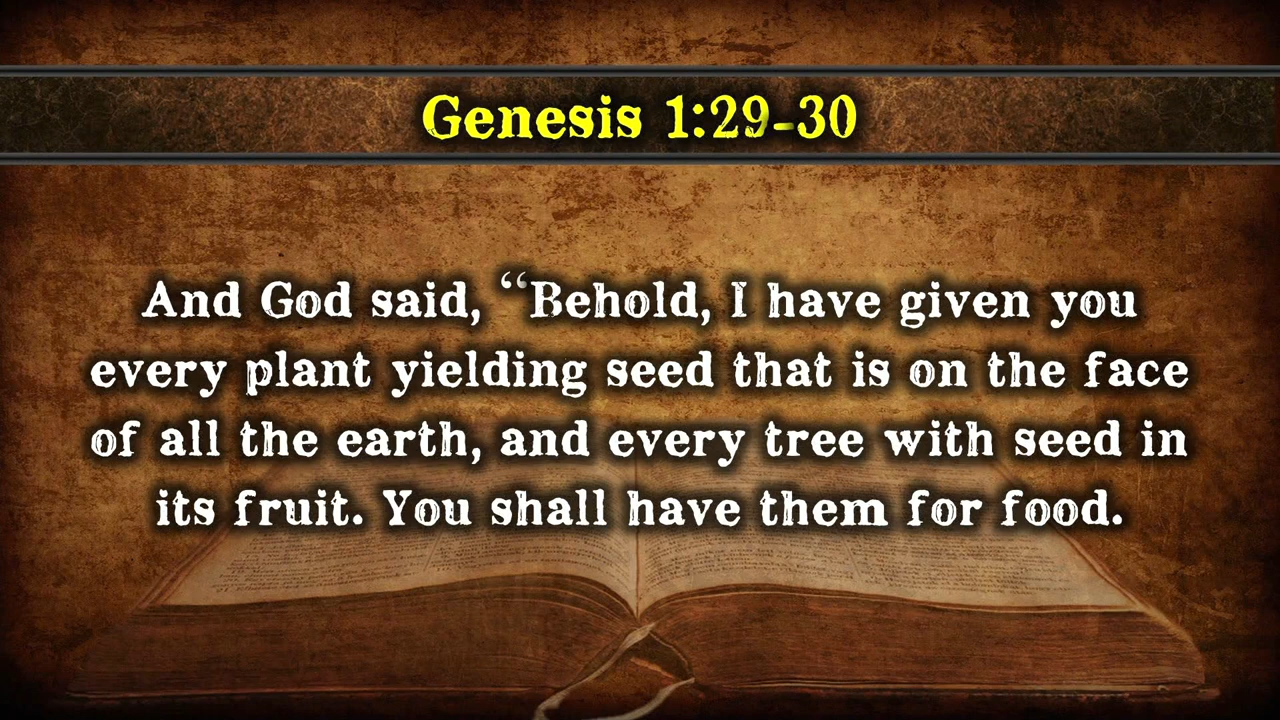 Genesis 1:29-30
And God said, “Behold, I have given you
every plant yielding seed that is on the face
of all the earth, and every tree with seed in
its fruit. You shall have them for food.